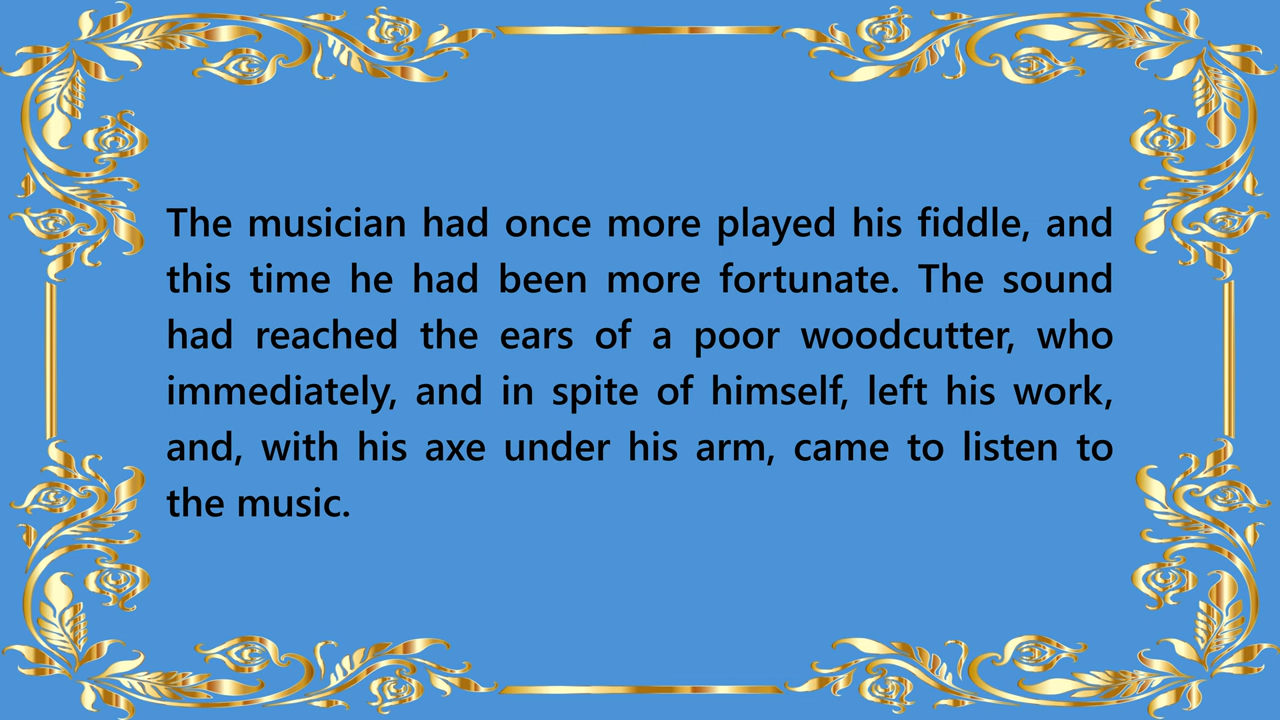 The musician had once more played his fiddle, and
this time he had been more fortunate. The sound
had reached the ears of a poor woodcutter, who
immediately, and in spite of himself, left his work,
and, with his axe under his arm, came to listen to
the music.